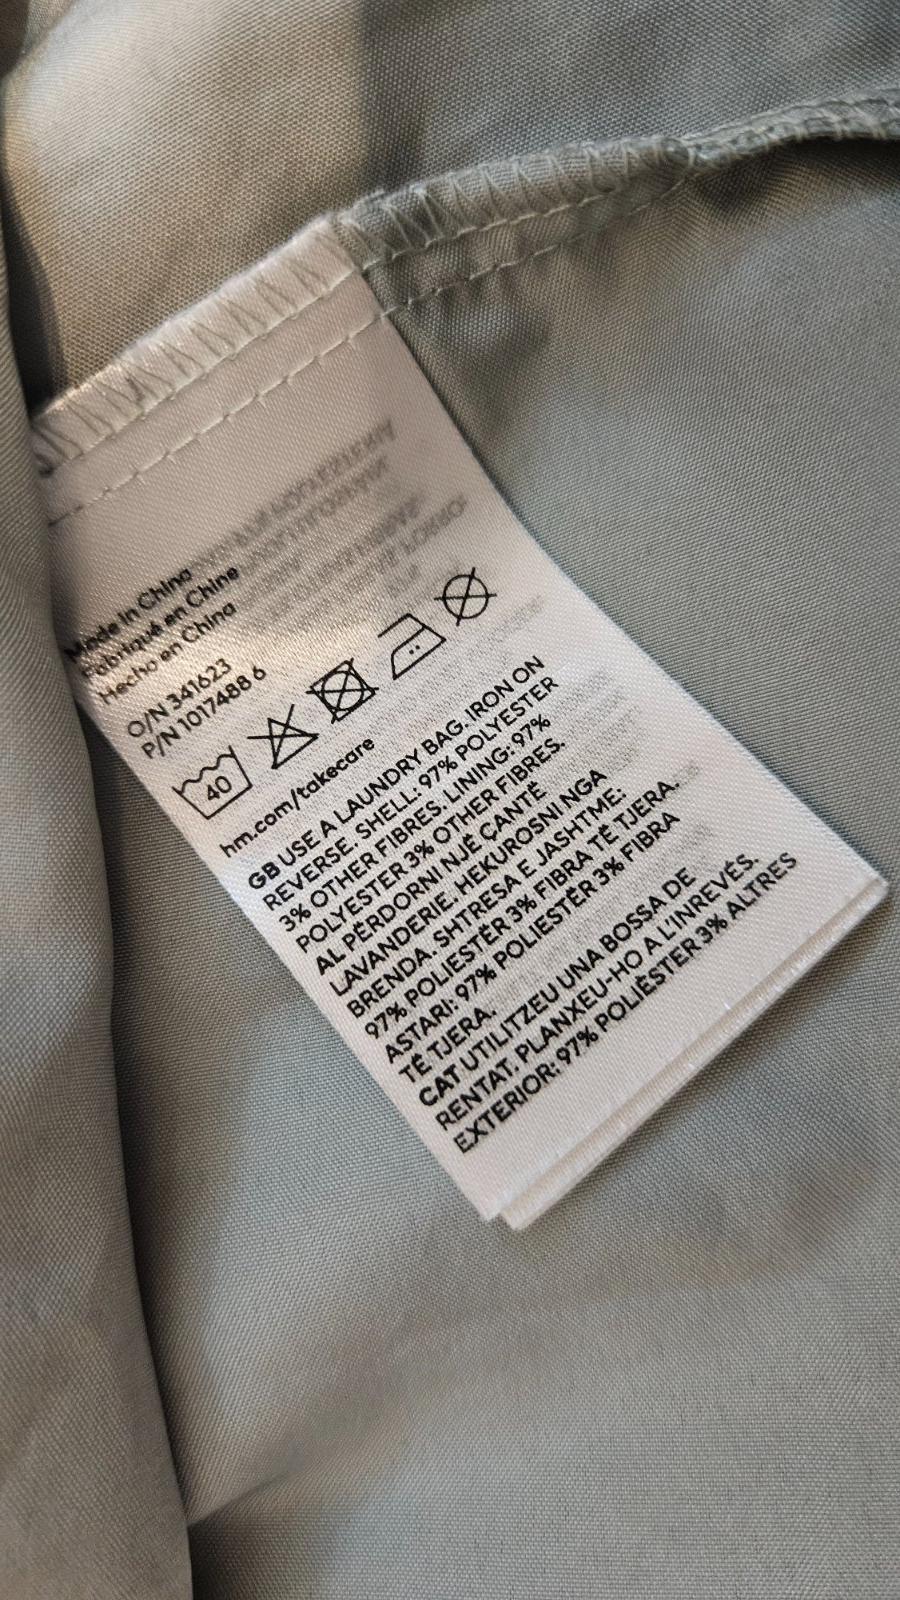 Made in China
Fabriqué en Chine
Hecho en China
O/N 341623
P/N 1017488 6
40
hm.com/takecare
GB USE A LAUNDRY BAG. IRON ON
REVERSE. SHELL: 97% POLYESTER
3% OTHER FIBRES. LINING: 97%
POLYESTER 3% OTHER FIBRES.
AL PËRDORNI NJË ÇANTË
LAVANDERIE. HEKUROSNI NGA
BRENDA. SHTRESA E JASHTME:
97% POLIESTËR 3% FIBRA TË TJERA.
ASTARI: 97% POLIESTËR 3% FIBRA
TË TJERA.
CAT UTILITZEU UNA BOSSA DE
RENTAT. PLANXEU-HO A L'INREVÉS.
EXTERIOR: 97% POLIÈSTER 3% ALTRES